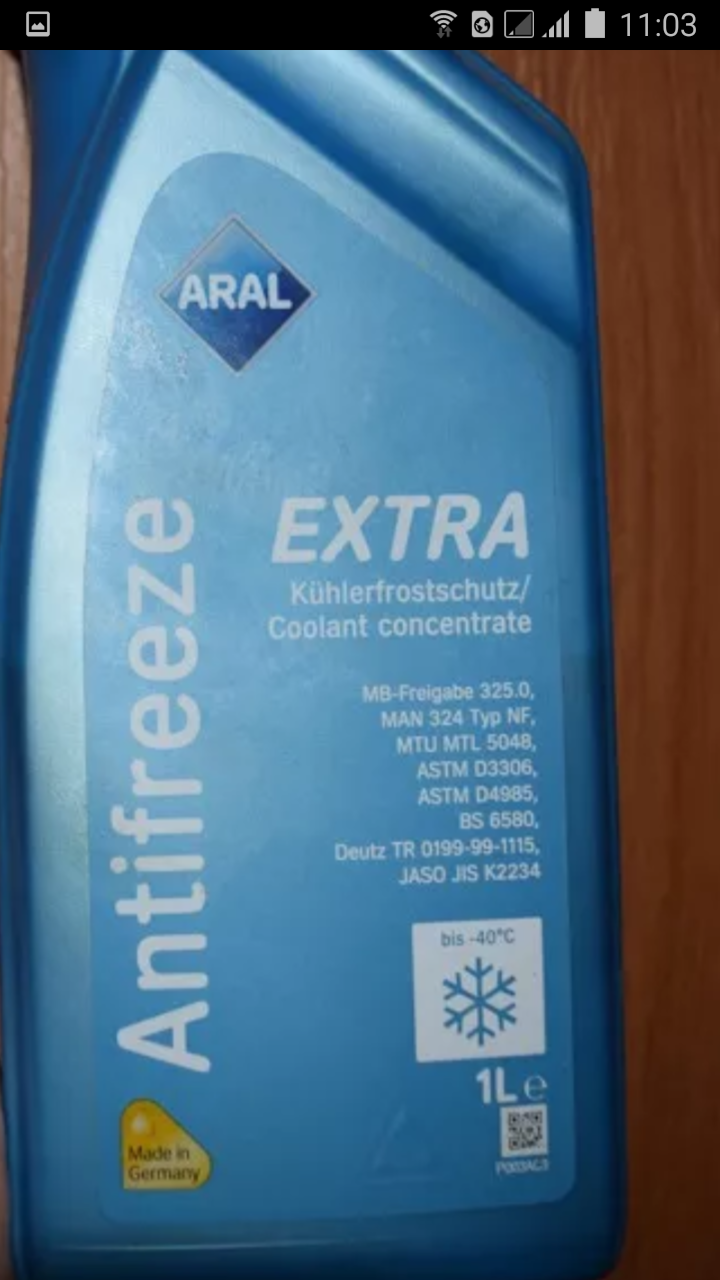 11:03
ARAL
Antifreeze
EXTRA
Kühlerfrostschutz/
Coolant concentrate
MB-Freigabe 325.0,
MAN 324 Typ NF,
MTU MTL 5048,
ASTM D3306,
ASTM D4985,
BS 6580,
Deutz TR 0199-99-1115,
JASO JIS K2234
bis -40°C
1L e
Made in
Germany